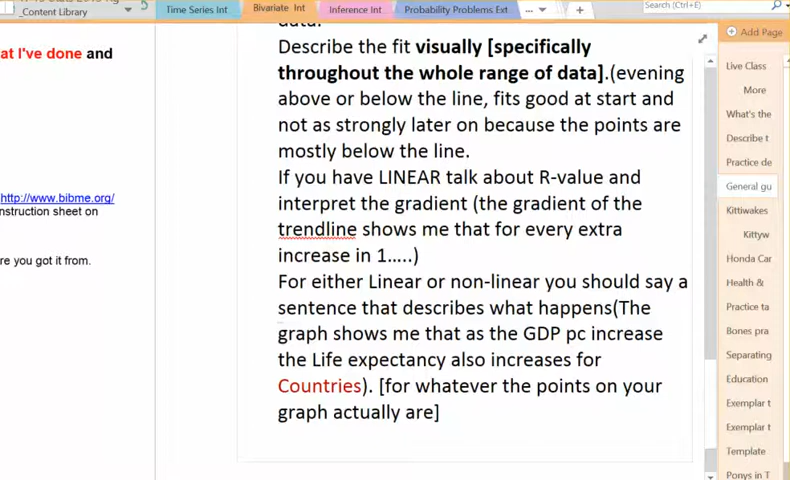 _Content Library
Time Series Int
Bivariate Int
Inference Int
Probability Problems Ext
...
+
Search (Ctrl+E)
at I've done and
http://www.bibme.org/
nstruction sheet on
re you got it from.
Describe the fit visually [specifically
throughout the whole range of data].(evening
above or below the line, fits good at start and
not as strongly later on because the points are
mostly below the line.
If you have LINEAR talk about R-value and
interpret the gradient (the gradient of the
trendline shows me that for every extra
increase in 1.....)
For either Linear or non-linear you should say a
sentence that describes what happens(The
graph shows me that as the GDP pc increase
the Life expectancy also increases for
Countries). [for whatever the points on your
graph actually are]
Add Page
Live Class
More
What's the
Describe t
Practice de
General gu
Kittiwakes
Kittyw
Honda Car
Health &
Practice ta
Bones pra
Separating
Education
Exemplar t
Exemplar t
Template
Ponys in T